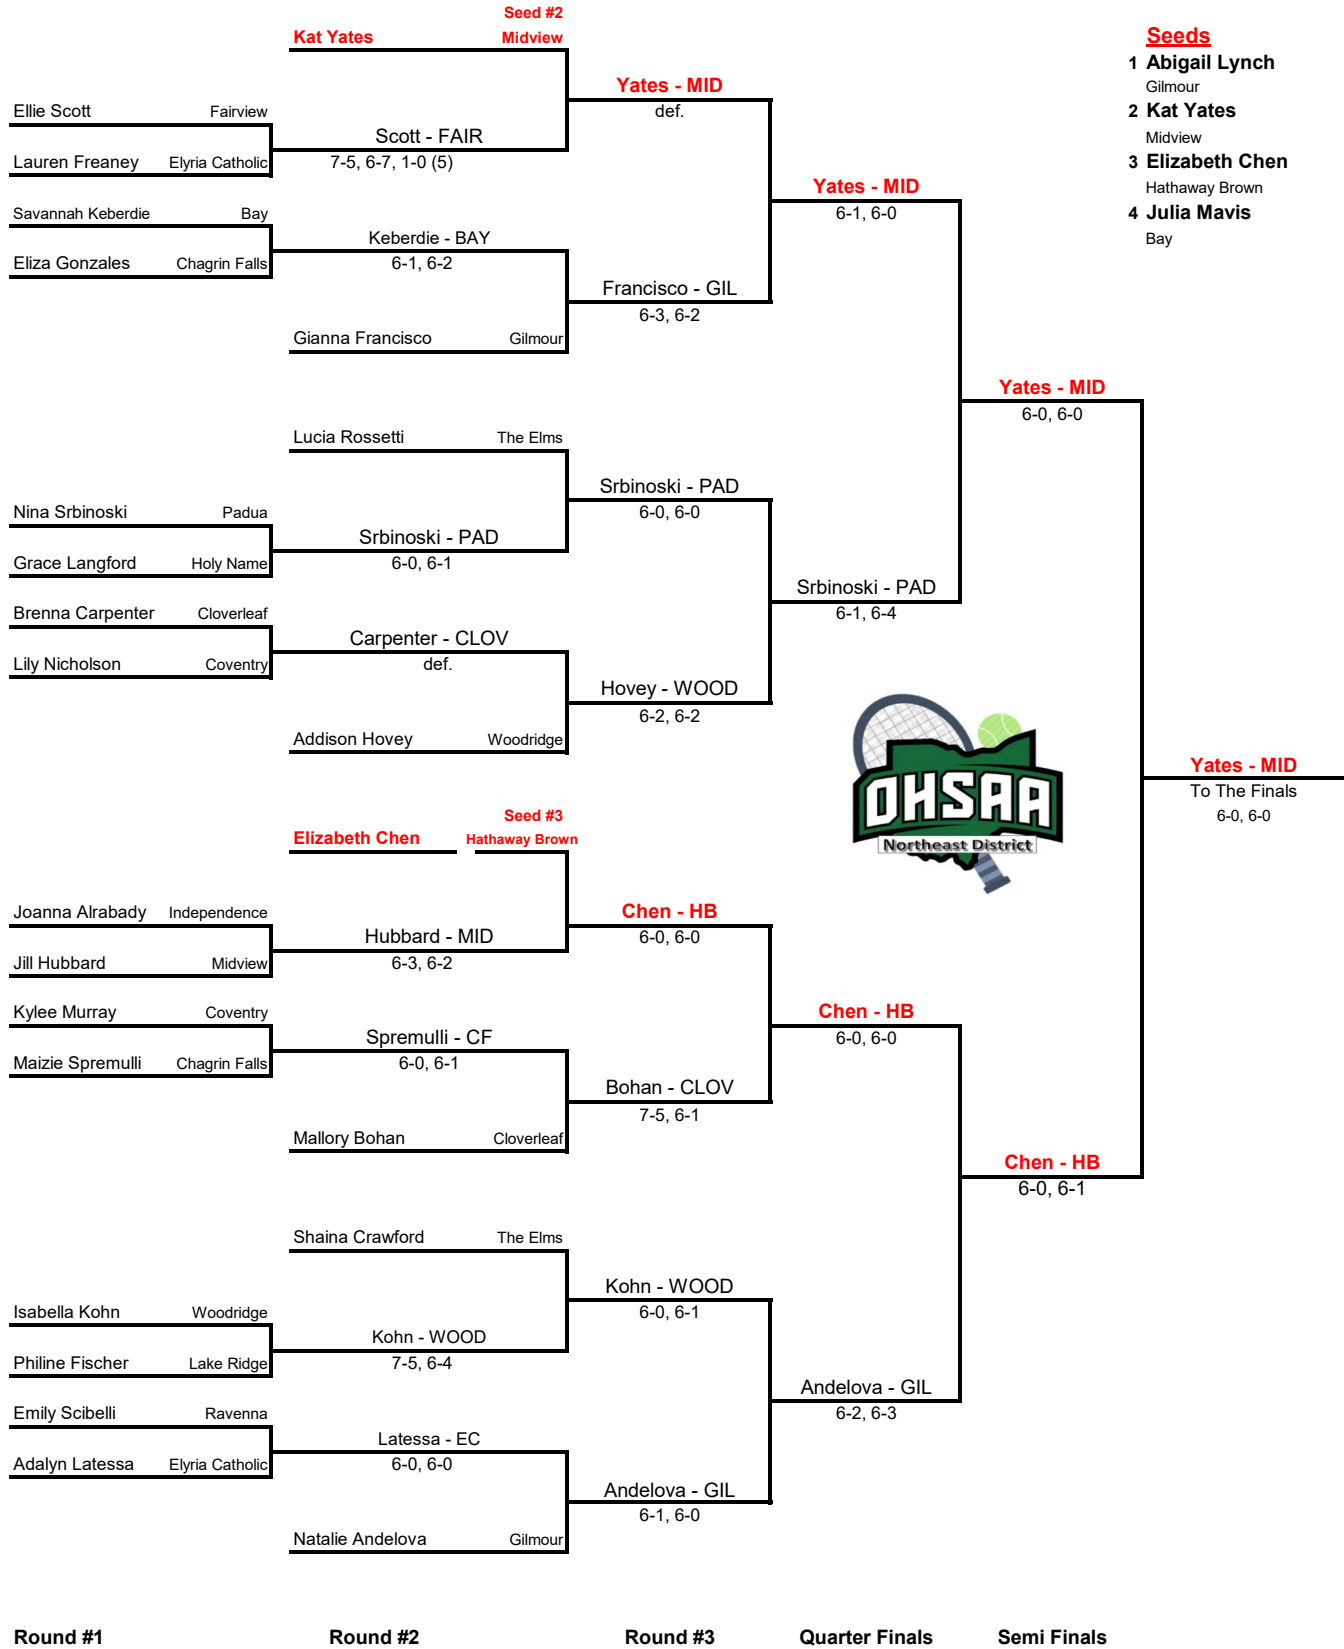 Seed #2
Kat Yates Midview
Seeds
1 Abigail Lynch
Gilmour
2 Kat Yates
Midview
3 Elizabeth Chen
Hathaway Brown
4 Julia Mavis
Bay
Yates - MID
def.
Ellie Scott Fairview
Scott - FAIR
7-5, 6-7, 1-0 (5)
Lauren Freaney Elyria Catholic
Yates - MID
6-1, 6-0
Savannah Keberdie Bay
Keberdie - BAY
6-1, 6-2
Eliza Gonzales Chagrin Falls
Francisco - GIL
6-3, 6-2
Gianna Francisco Gilmour
Yates - MID
6-0, 6-0
Lucia Rossetti The Elms
Srbinoski - PAD
6-0, 6-0
Nina Srbinoski Padua
Srbinoski - PAD
6-0, 6-1
Grace Langford Holy Name
Srbinoski - PAD
6-1, 6-4
Brenna Carpenter Cloverleaf
Carpenter - CLOV
def.
Lily Nicholson Coventry
Hovey - WOOD
6-2, 6-2
Addison Hovey Woodridge
OHSAA
Northeast District
Yates - MID
To The Finals
6-0, 6-0
Seed #3
Elizabeth Chen Hathaway Brown
Chen - HB
6-0, 6-0
Joanna Alrabady Independence
Hubbard - MID
6-3, 6-2
Jill Hubbard Midview
Chen - HB
6-0, 6-0
Kylee Murray Coventry
Spremulli - CF
6-0, 6-1
Maizie Spremulli Chagrin Falls
Bohan - CLOV
7-5, 6-1
Mallory Bohan Cloverleaf
Chen - HB
6-0, 6-1
Shaina Crawford The Elms
Kohn - WOOD
6-0, 6-1
Isabella Kohn Woodridge
Kohn - WOOD
7-5, 6-4
Philine Fischer Lake Ridge
Andelova - GIL
6-2, 6-3
Emily Scibelli Ravenna
Latessa - EC
6-0, 6-0
Adalyn Latessa Elyria Catholic
Andelova - GIL
6-1, 6-0
Natalie Andelova Gilmour
Round #1 Round #2 Round #3 Quarter Finals Semi Finals